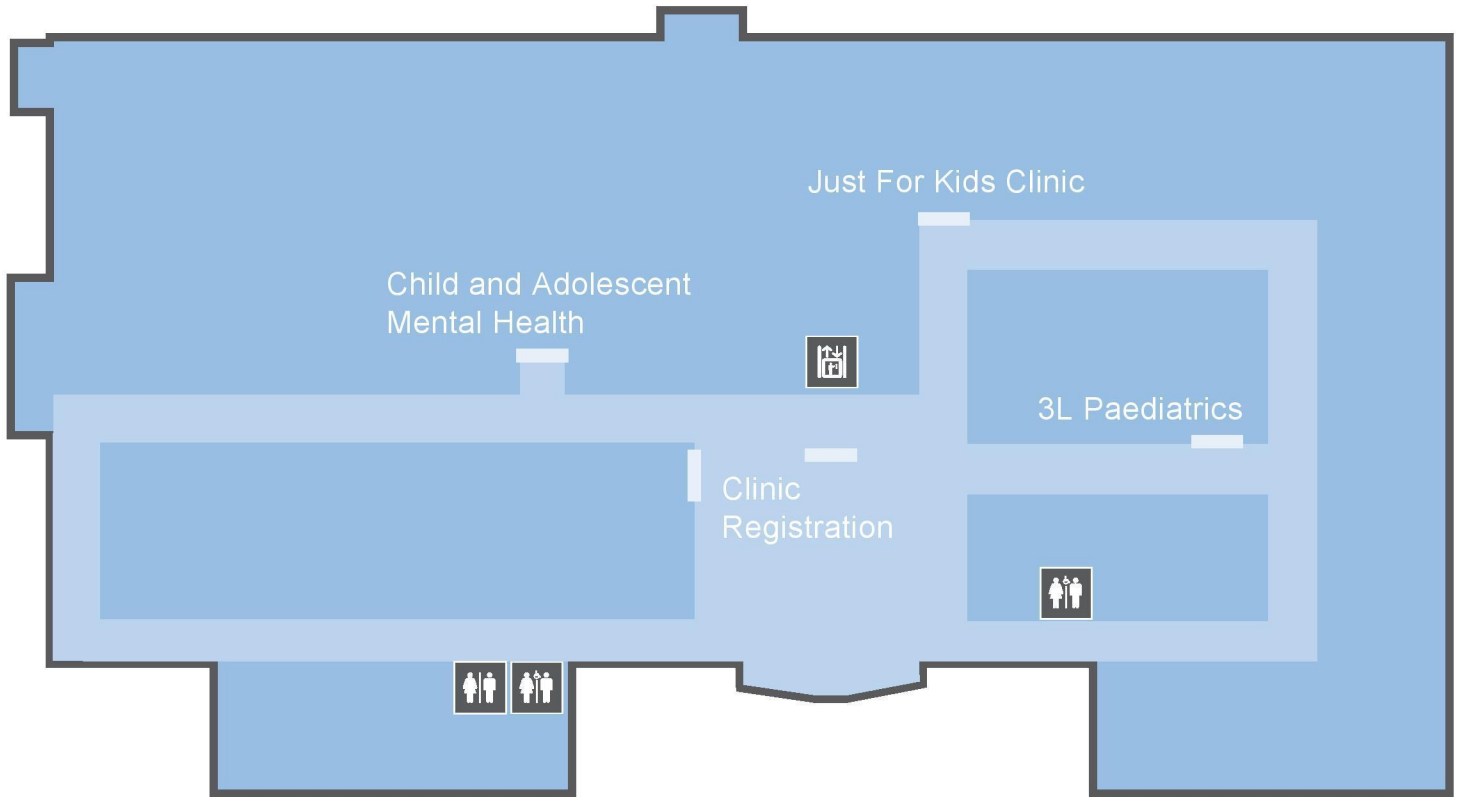 Just For Kids Clinic
Child and Adolescent
Mental Health
3L Paediatrics
Clinic
Registration